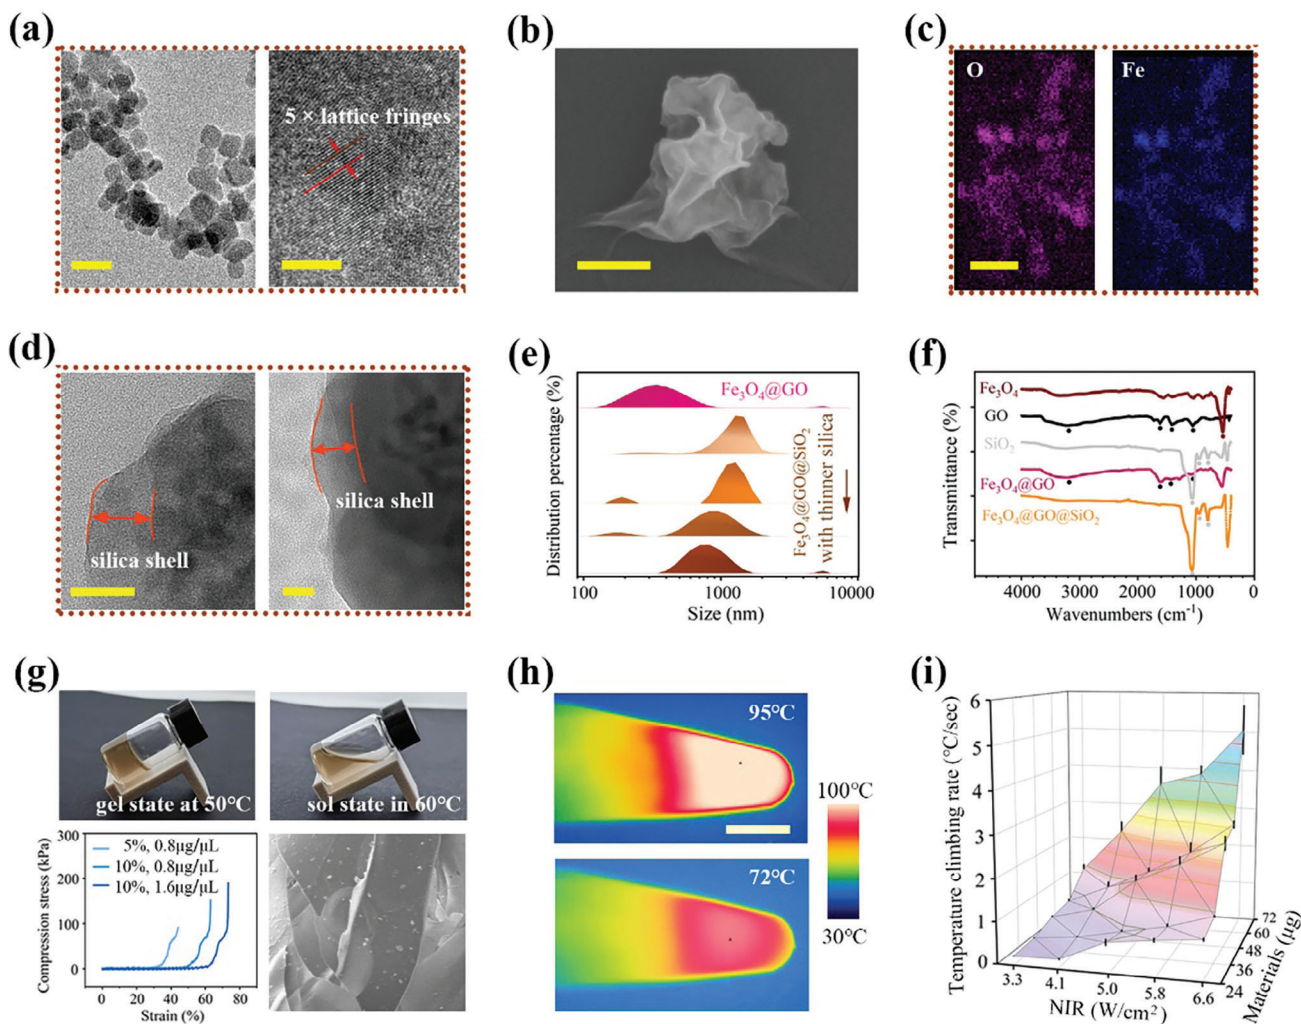 (a)
5 × lattice fringes
(b)
(c)
O
Fe
(d)
silica shell
silica shell
(e)
Distribution percentage (%)
Fe₃O₄@GO
Fe₃O₄@GO@SiO₂
with thinner silica
100
1000
10000
Size (nm)
(f)
Transmittance (%)
Fe₃O₄
GO
SiO₂
Fe₃O₄@GO
Fe₃O₄@GO@SiO₂
4000
3000
2000
1000
0
Wavenumbers (cm⁻¹)
(g)
gel state at 50°C
sol state in 60°C
Compression stress (kPa)
300
200
100
0
5%, 0.8μg/μL
10%, 0.8μg/μL
10%, 1.6μg/μL
0
20
40
60
80
Strain (%)
(h)
95°C
72°C
100°C
30°C
(i)
Temperature climbing rate (°C/sec)
6
5
4
3
2
1
0
3.3
4.1
5.0
5.8
6.6
NIR (W/cm²)
72
60
48
36
24
Materials (μg)